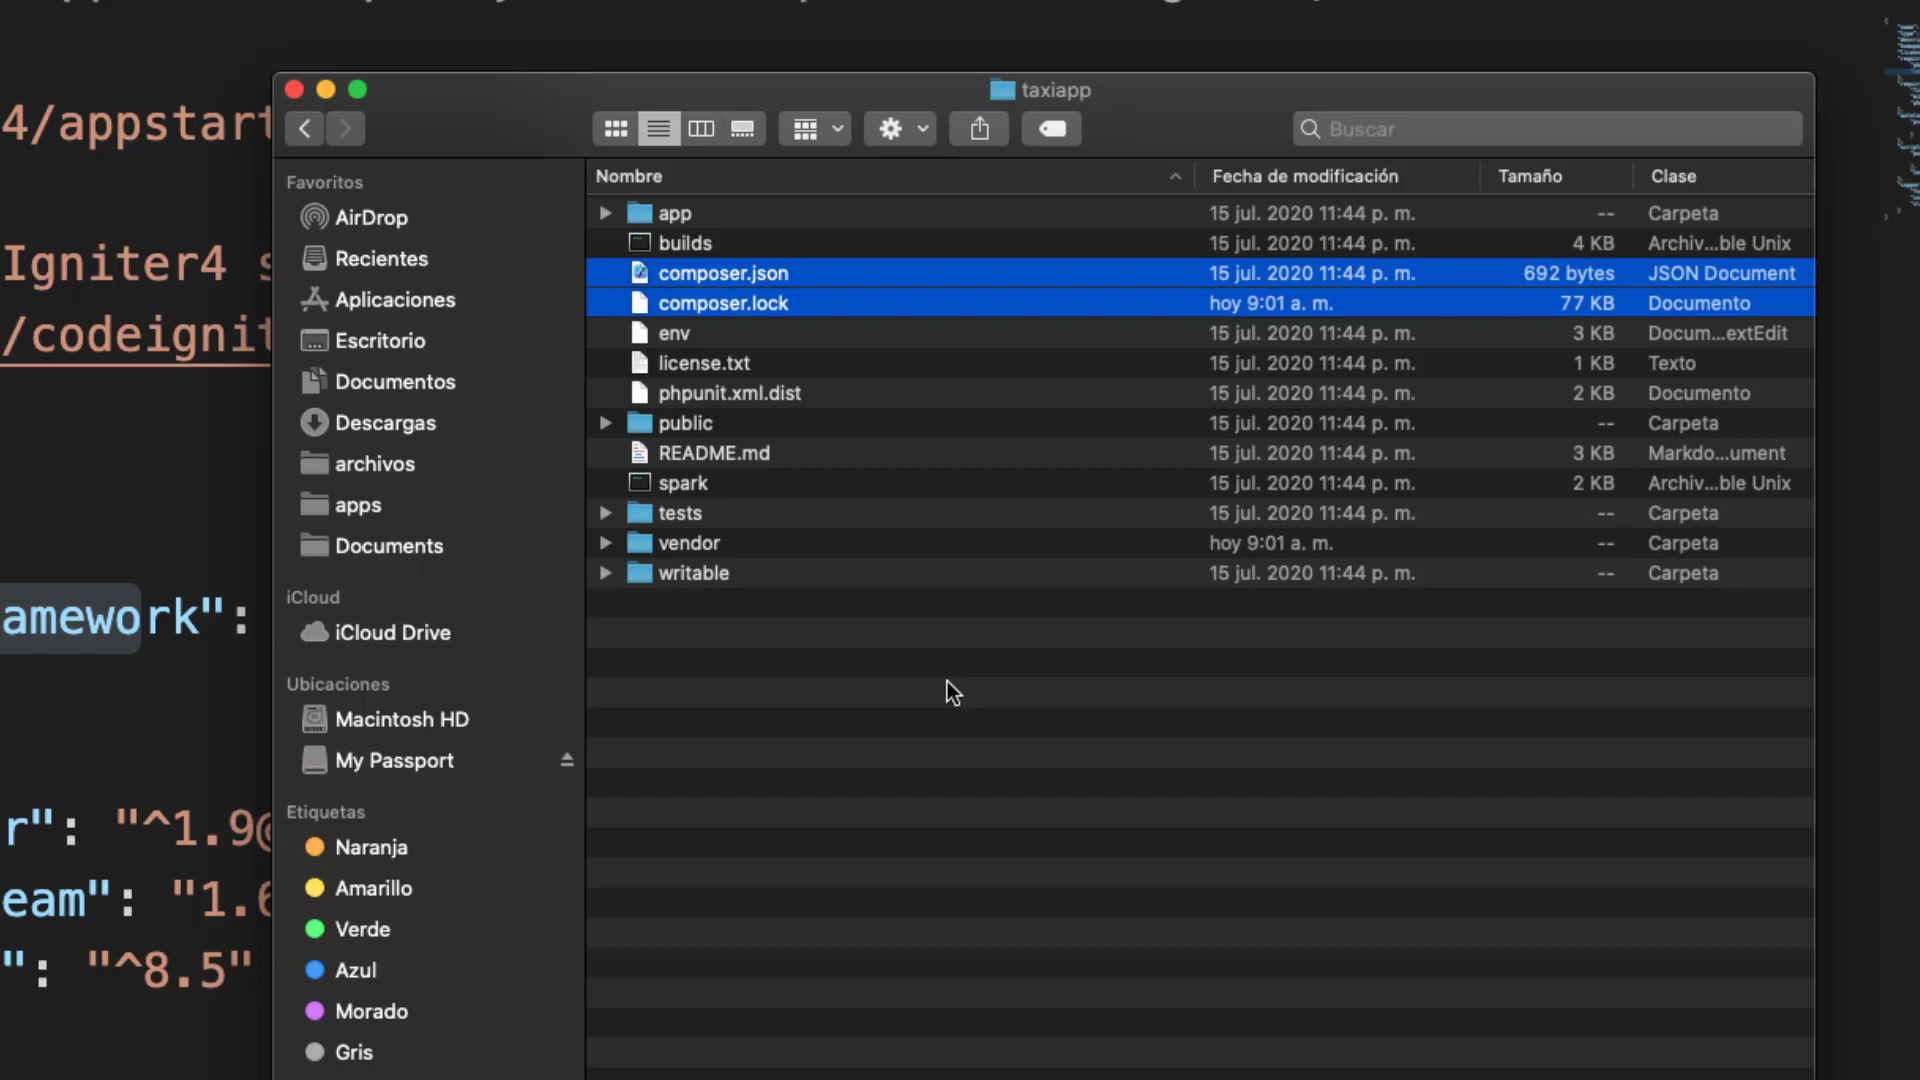 taxiapp
Buscar
Favoritos
AirDrop
Recientes
Aplicaciones
Escritorio
Documentos
Descargas
archivos
apps
Documents
iCloud
iCloud Drive
Ubicaciones
Macintosh HD
My Passport
Etiquetas
Naranja
Amarillo
Verde
Azul
Morado
Gris
Nombre Fecha de modificación Tamaño Clase
app 15 jul. 2020 11:44 p. m. -- Carpeta
builds 15 jul. 2020 11:44 p. m. 4 KB Archiv...ble Unix
composer.json 15 jul. 2020 11:44 p. m. 692 bytes JSON Document
composer.lock hoy 9:01 a. m. 77 KB Documento
env 15 jul. 2020 11:44 p. m. 3 KB Docum...extEdit
license.txt 15 jul. 2020 11:44 p. m. 1 KB Texto
phpunit.xml.dist 15 jul. 2020 11:44 p. m. 2 KB Documento
public 15 jul. 2020 11:44 p. m. -- Carpeta
README.md 15 jul. 2020 11:44 p. m. 3 KB Markdo...ument
spark 15 jul. 2020 11:44 p. m. 2 KB Archiv...ble Unix
tests 15 jul. 2020 11:44 p. m. -- Carpeta
vendor hoy 9:01 a. m. -- Carpeta
writable 15 jul. 2020 11:44 p. m. -- Carpeta
4/appstart
Igniter4 s
/codeignit
amework":
r": "^1.9@
eam": "1.6
": "^8.5"